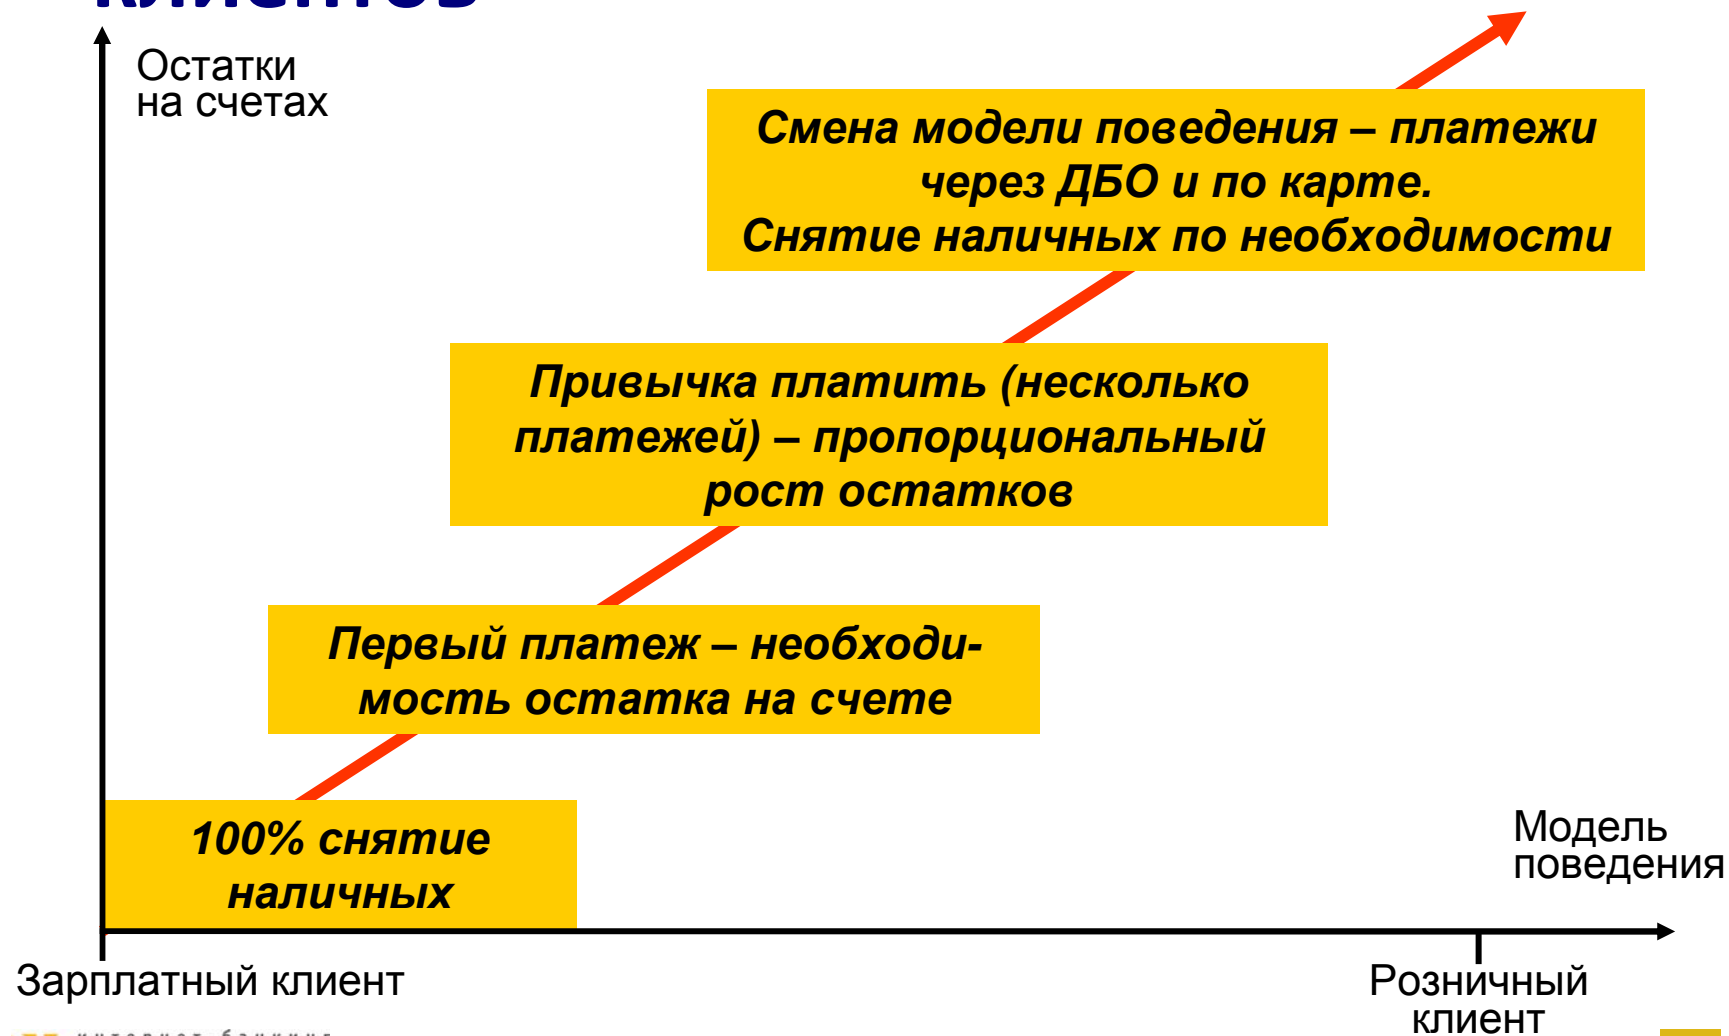 клиентов
Остатки
на счетах
Смена модели поведения – платежи
через ДБО и по карте.
Снятие наличных по необходимости
Привычка платить (несколько
платежей) – пропорциональный
рост остатков
Первый платеж – необходи-
мость остатка на счете
100% снятие
наличных
Модель
поведения
Зарплатный клиент
Розничный
клиент